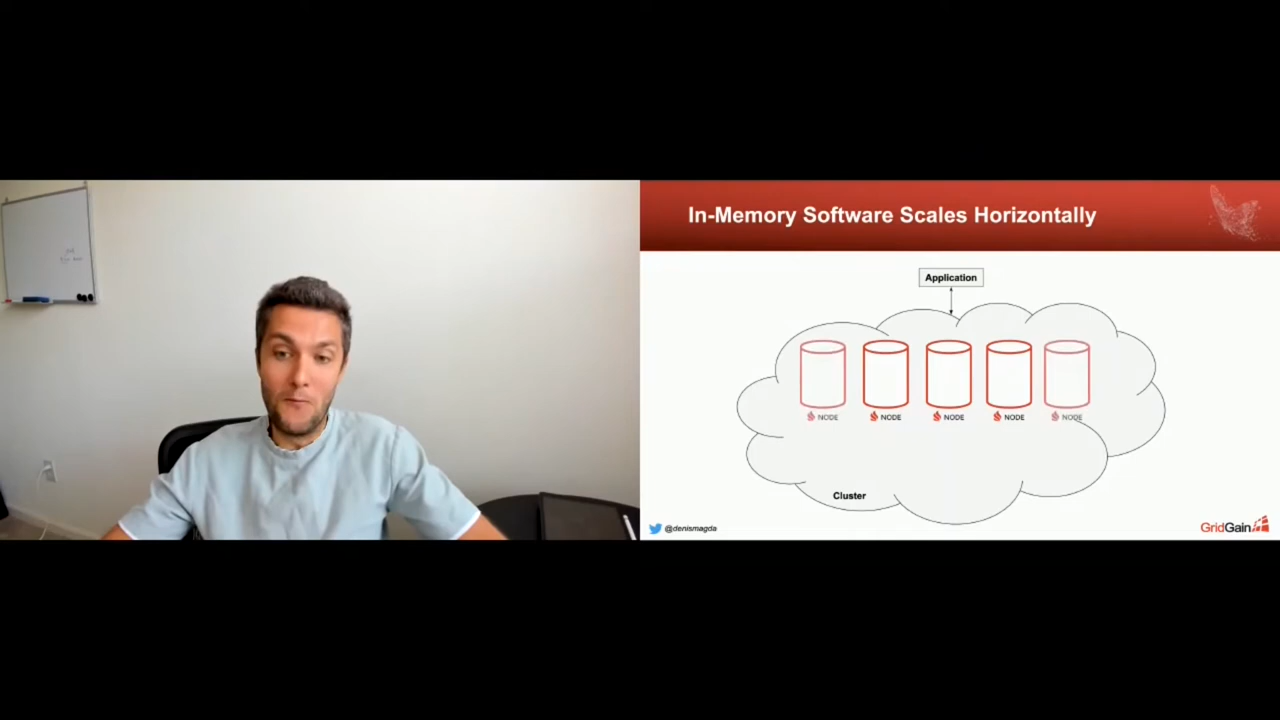 In-Memory Software Scales Horizontally
Application
NODE NODE NODE NODE NODE
Cluster
@denismagda
GridGain